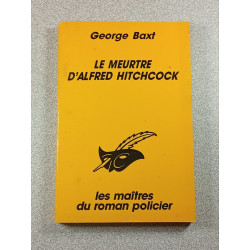 George Baxt
LE MEURTRE
D'ALFRED HITCHCOCK
les maîtres
du roman policier